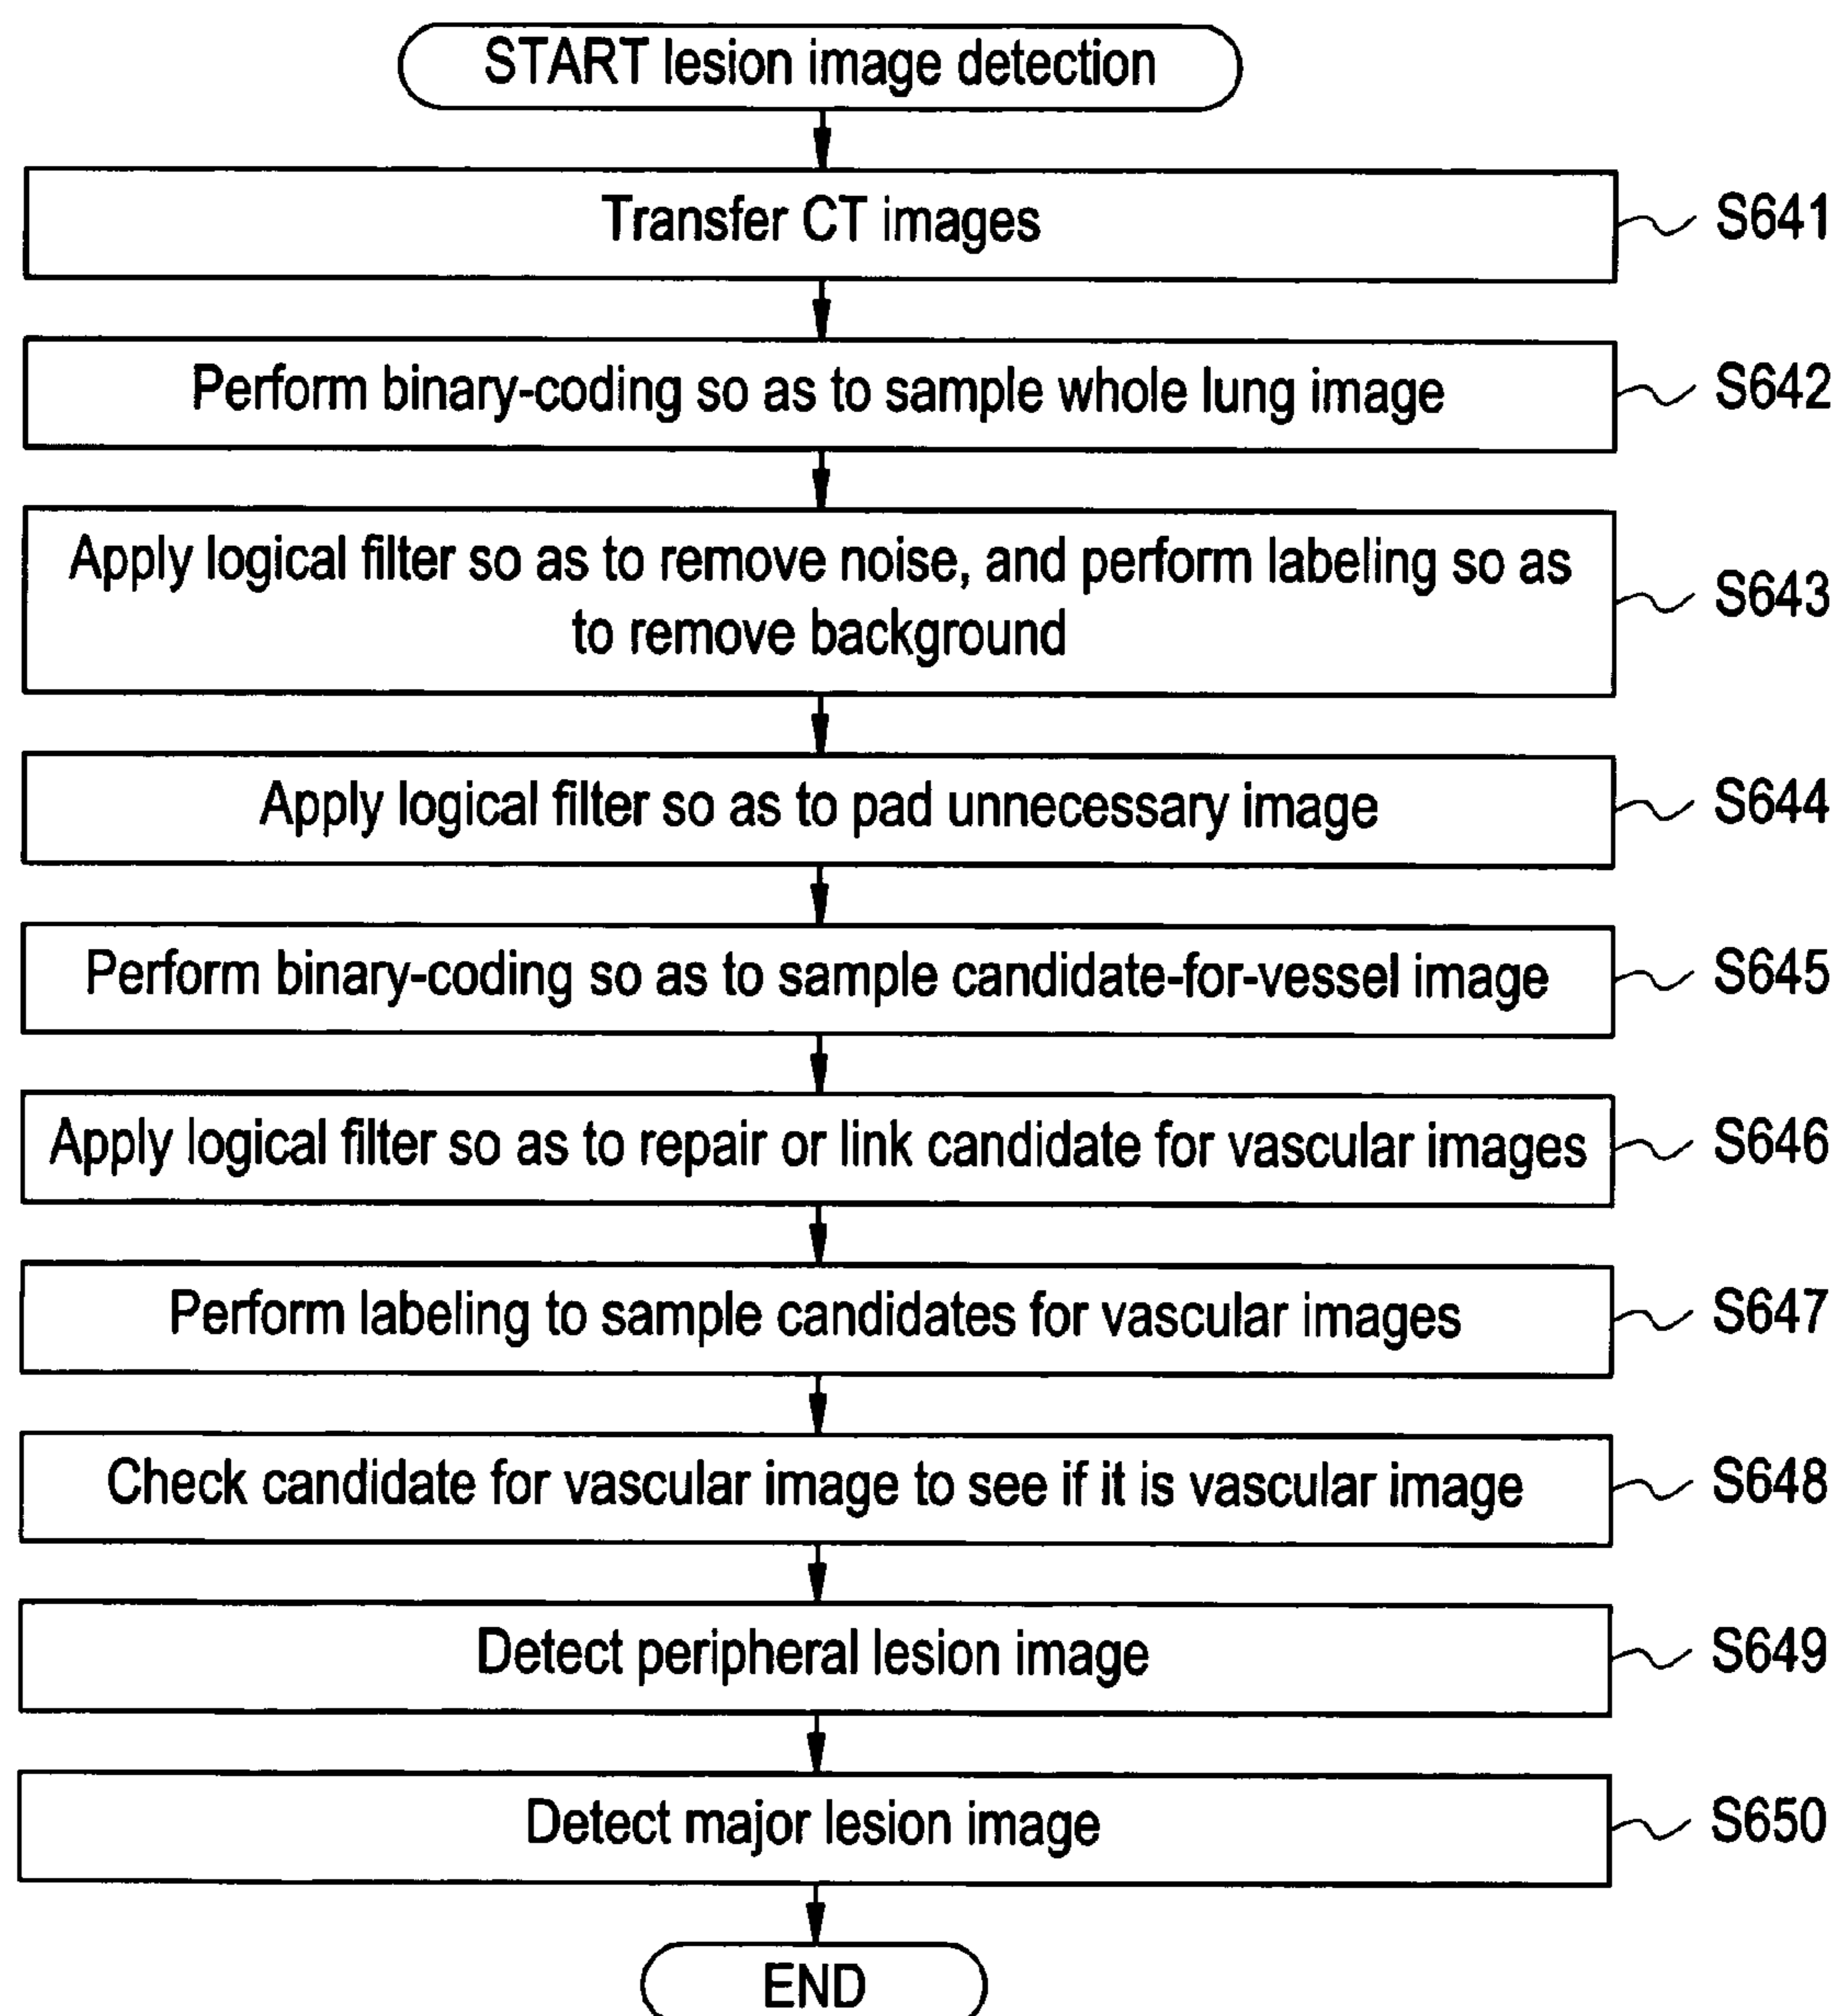 START lesion image detection
Transfer CT images
S641
Perform binary-coding so as to sample whole lung image
S642
Apply logical filter so as to remove noise, and perform labeling so as
to remove background
S643
Apply logical filter so as to pad unnecessary image
S644
Perform binary-coding so as to sample candidate-for-vessel image
S645
Apply logical filter so as to repair or link candidate for vascular images
S646
Perform labeling to sample candidates for vascular images
S647
Check candidate for vascular image to see if it is vascular image
S648
Detect peripheral lesion image
S649
Detect major lesion image
S650
END